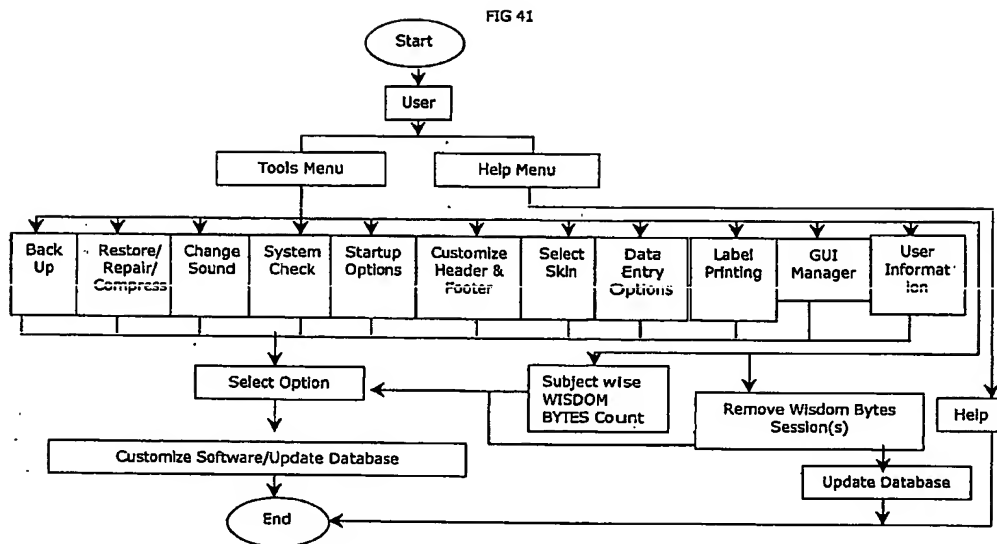 FIG 41
Start
User
Tools Menu
Help Menu
Back
Up
Restore/
Repair/
Compress
Change
Sound
System
Check
Startup
Options
Customize
Header &
Footer
Select
Skin
Data
Entry
Options
Label
Printing
GUI
Manager
User
Informat
ion
Select Option
Subject wise
WISDOM
BYTES Count
Remove Wisdom Bytes
Session(s)
Help
Customize Software/Update Database
Update Database
End